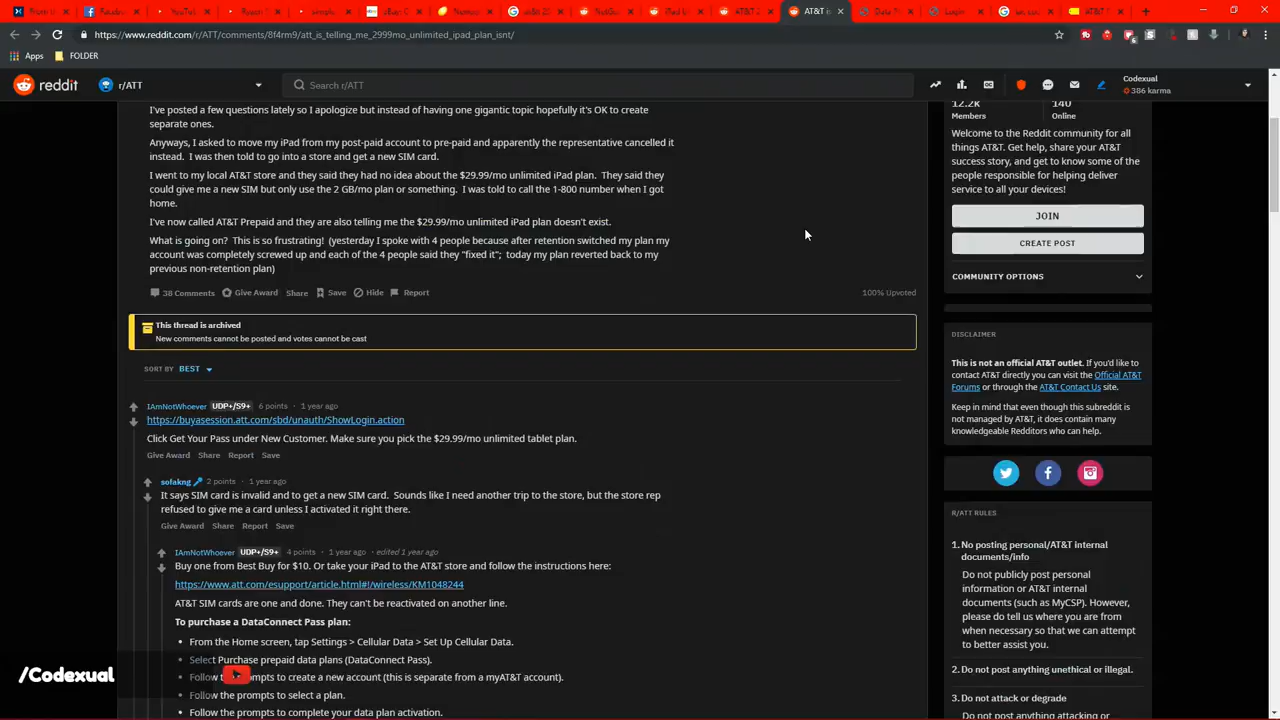 From it
Facebo
YouTub
Ryach
simple
eBay:
Nomore
NetGu
iPad U
AT&T 2
AT&T is
Data P
Login
AT&T
https://www.reddit.com/r/ATT/comments/8f4rm9/att_is_telling_me_2999mo_unlimited_ipad_plan_isnt/
Apps
FOLDER
reddit
r/ATT
Search r/ATT
Codexual
386 karma
I've posted a few questions lately so I apologize but instead of having one gigantic topic hopefully it's OK to create
separate ones.
Anyways, I asked to move my iPad from my post-paid account to pre-paid and apparently the representative cancelled it
instead. I was then told to go into a store and get a new SIM card.
I went to my local AT&T store and they said they had no idea about the $29.99/mo unlimited iPad plan. They said they
could give me a new SIM but only use the 2 GB/mo plan or something. I was told to call the 1-800 number when I got
home.
I've now called AT&T Prepaid and they are also telling me the $29.99/mo unlimited iPad plan doesn't exist.
What is going on? This is so frustrating! (yesterday I spoke with 4 people because after retention switched my plan my
account was completely screwed up and each of the 4 people said they "fixed it"; today my plan reverted back to my
previous non-retention plan)
38 Comments Give Award Share Save Hide Report
100% Upvoted
This thread is archived
New comments cannot be posted and votes cannot be cast
SORT BY BEST
IAmNotWhoever UDP+/S9+ 6 points · 1 year ago
https://buyasession.att.com/sbd/unauth/ShowLogin.action
Click Get Your Pass under New Customer. Make sure you pick the $29.99/mo unlimited tablet plan.
Give Award Share Report Save
sofakng 2 points · 1 year ago
It says SIM card is invalid and to get a new SIM card. Sounds like I need another trip to the store, but the store rep
refused to give me a card unless I activated it right there.
Give Award Share Report Save
IAmNotWhoever UDP+/S9+ 4 points · 1 year ago · edited 1 year ago
Buy one from Best Buy for $10. Or take your iPad to the AT&T store and follow the instructions here:
https://www.att.com/esupport/article.html#!/wireless/KM1048244
AT&T SIM cards are one and done. They can't be reactivated on another line.
To purchase a DataConnect Pass plan:
• From the Home screen, tap Settings > Cellular Data > Set Up Cellular Data.
• Select Purchase prepaid data plans (DataConnect Pass).
• Follow the prompts to create a new account (this is separate from a myAT&T account).
• Follow the prompts to select a plan.
• Follow the prompts to complete your data plan activation.
12.2K 140
Members Online
Welcome to the Reddit community for all
things AT&T. Get help, share your AT&T
success story, and get to know some of the
people responsible for helping deliver
service to all your devices!
JOIN
CREATE POST
COMMUNITY OPTIONS
DISCLAIMER
This is not an official AT&T outlet. If you'd like to
contact AT&T directly you can visit the Official AT&T
Forums or through the AT&T Contact Us site.
Keep in mind that even though this subreddit is
not managed by AT&T, it does contain many
knowledgeable Redditors who can help.
R/ATT RULES
1. No posting personal/AT&T internal
documents/info
Do not publicly post personal
information or AT&T internal
documents (such as MyCSP). However,
please do tell us where you are from
when necessary so that we can attempt
to better assist you.
2. Do not post anything unethical or illegal.
3. Do not attack or degrade
Do not post anything attacking or
/Codexual